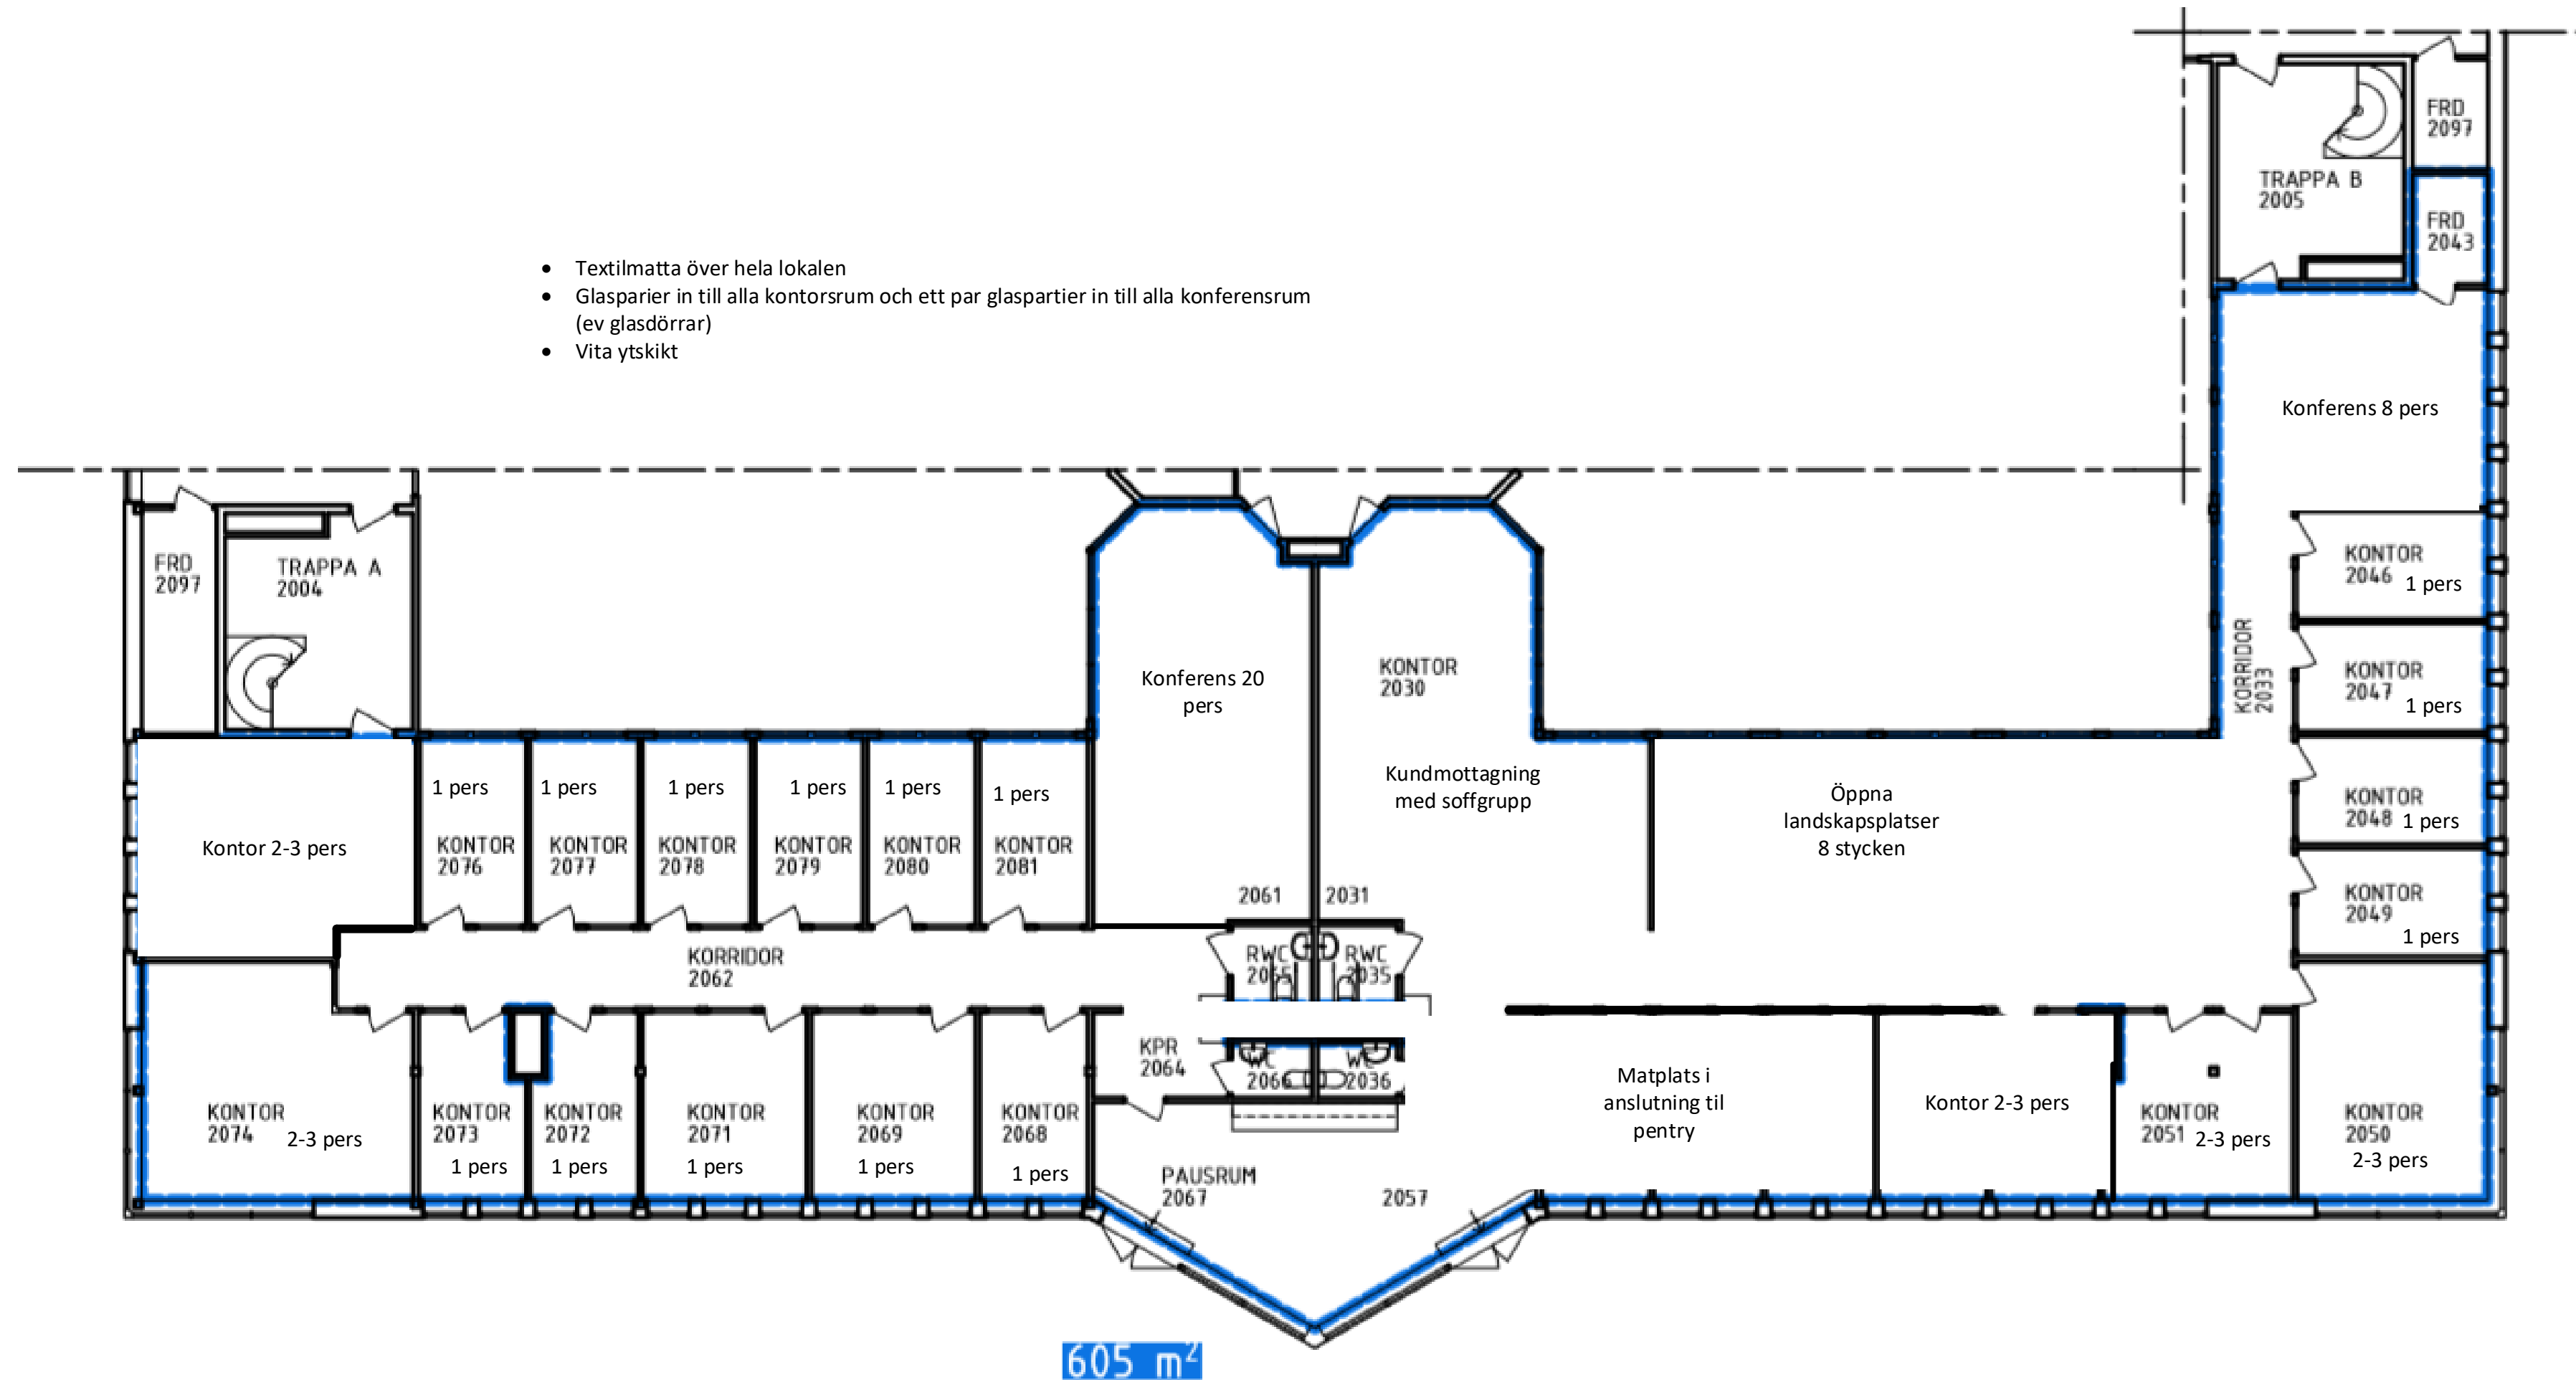 FRD
2097
TRAPPA B
2005
FRD
2043
• Textilmatta över hela lokalen
• Glasparier in till alla kontorsrum och ett par glaspartier in till alla konferensrum
(ev glasdörrar)
• Vita ytskikt
Konferens 8 pers
FRD
2097
TRAPPA A
2004
KONTOR
2046 1 pers
KORRIDOR
2033
KONTOR
2047
1 pers
Konferens 20
pers
KONTOR
2030
Kundmottagning
med soffgrupp
Öppna
landskapsplatser
8 stycken
KONTOR
2048 1 pers
KONTOR
2049
1 pers
Kontor 2-3 pers
1 pers
KONTOR
2076
1 pers
KONTOR
2077
1 pers
KONTOR
2078
1 pers
KONTOR
2079
1 pers
KONTOR
2080
1 pers
KONTOR
2081
2061
2031
KORRIDOR
2062
RWC
2065
RWC
2035
KPR
2064
WC
2066
WC
2036
KONTOR
2074 2-3 pers
KONTOR
2073
1 pers
KONTOR
2072
1 pers
KONTOR
2071
1 pers
KONTOR
2069
1 pers
KONTOR
2068
1 pers
PAUSRUM
2067
2057
Matplats i
anslutning til
pentry
Kontor 2-3 pers
KONTOR
2051 2-3 pers
KONTOR
2050
2-3 pers
605 m²